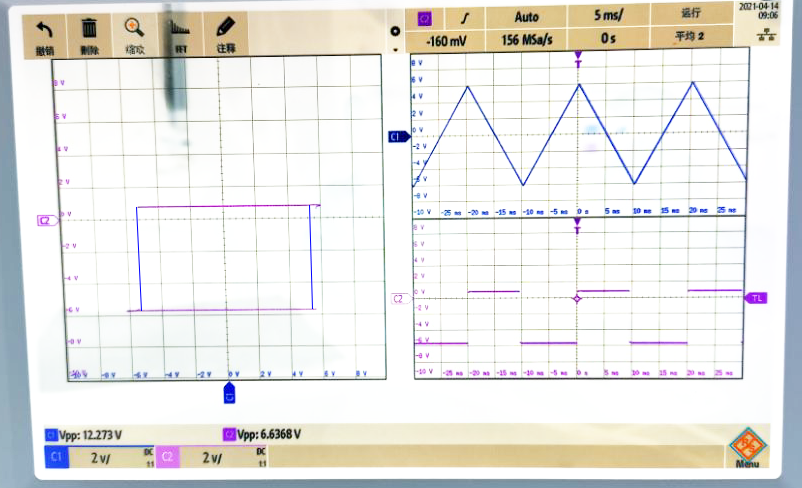 撤销 删除 缩放 FFT 注释
C2 Auto 5 ms/ 运行
-160 mV 156 MSa/s 0 s 平均 2
2021-04-14
09:06
8 V
6 V
4 V
2 V
0 V
-2 V
-4 V
-6 V
-8 V
-8 V -6 V -4 V -2 V 0 V 2 V 4 V 6 V 8 V
C2
C1
T
8 V
6 V
4 V
2 V
0 V
-2 V
-4 V
-6 V
-8 V
-10 V -25 ms -20 ms -15 ms -10 ms -5 ms 0 s 5 ms 10 ms 15 ms 20 ms 25 ms
C1
T
8 V
6 V
4 V
2 V
0 V
-2 V
-4 V
-6 V
-8 V
-10 V -25 ms -20 ms -15 ms -10 ms -5 ms 0 s 5 ms 10 ms 15 ms 20 ms 25 ms
C2
TL
C1 Vpp: 12.273 V C2 Vpp: 6.6368 V
C1 2 V/ DC 1:1 C2 2 V/ DC 1:1
R S
Menu